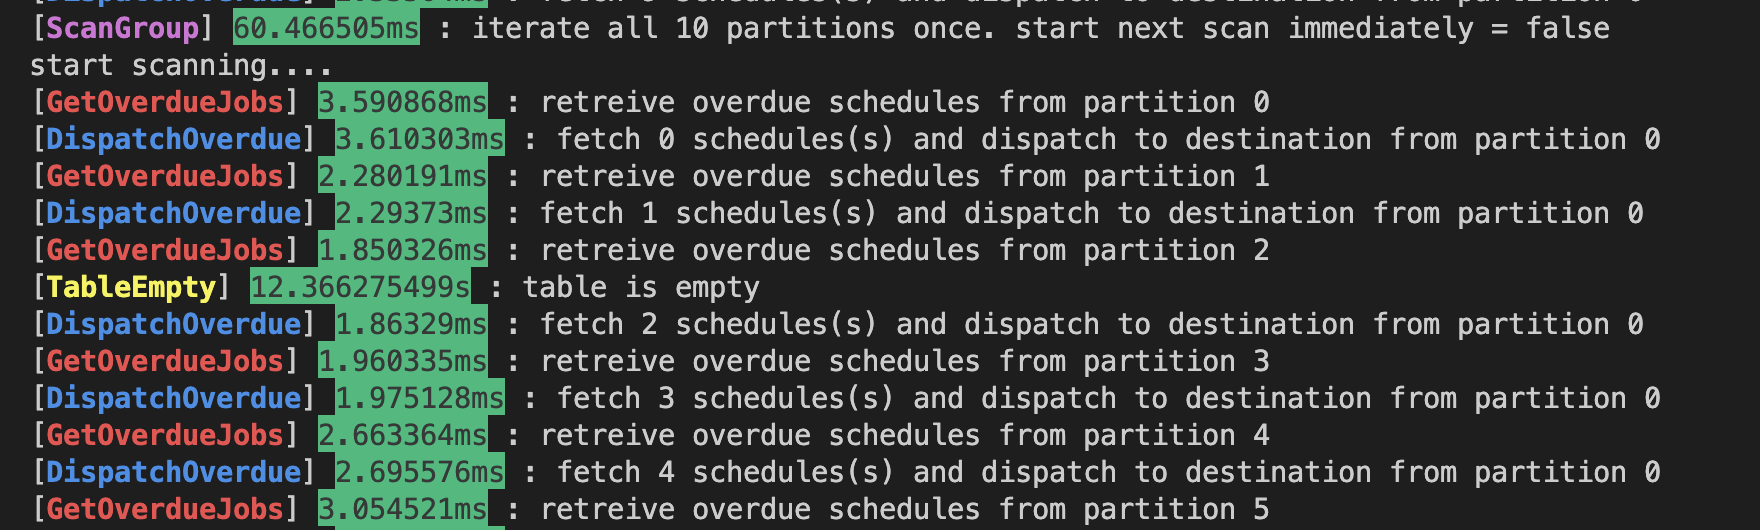 [ScanGroup] 60.466505ms : iterate all 10 partitions once. start next scan immediately = false
start scanning....
[GetOverdueJobs] 3.590868ms : retreive overdue schedules from partition 0
[DispatchOverdue] 3.610303ms : fetch 0 schedules(s) and dispatch to destination from partition 0
[GetOverdueJobs] 2.280191ms : retreive overdue schedules from partition 1
[DispatchOverdue] 2.29373ms : fetch 1 schedules(s) and dispatch to destination from partition 0
[GetOverdueJobs] 1.850326ms : retreive overdue schedules from partition 2
[TableEmpty] 12.366275499s : table is empty
[DispatchOverdue] 1.86329ms : fetch 2 schedules(s) and dispatch to destination from partition 0
[GetOverdueJobs] 1.960335ms : retreive overdue schedules from partition 3
[DispatchOverdue] 1.975128ms : fetch 3 schedules(s) and dispatch to destination from partition 0
[GetOverdueJobs] 2.663364ms : retreive overdue schedules from partition 4
[DispatchOverdue] 2.695576ms : fetch 4 schedules(s) and dispatch to destination from partition 0
[GetOverdueJobs] 3.054521ms : retreive overdue schedules from partition 5